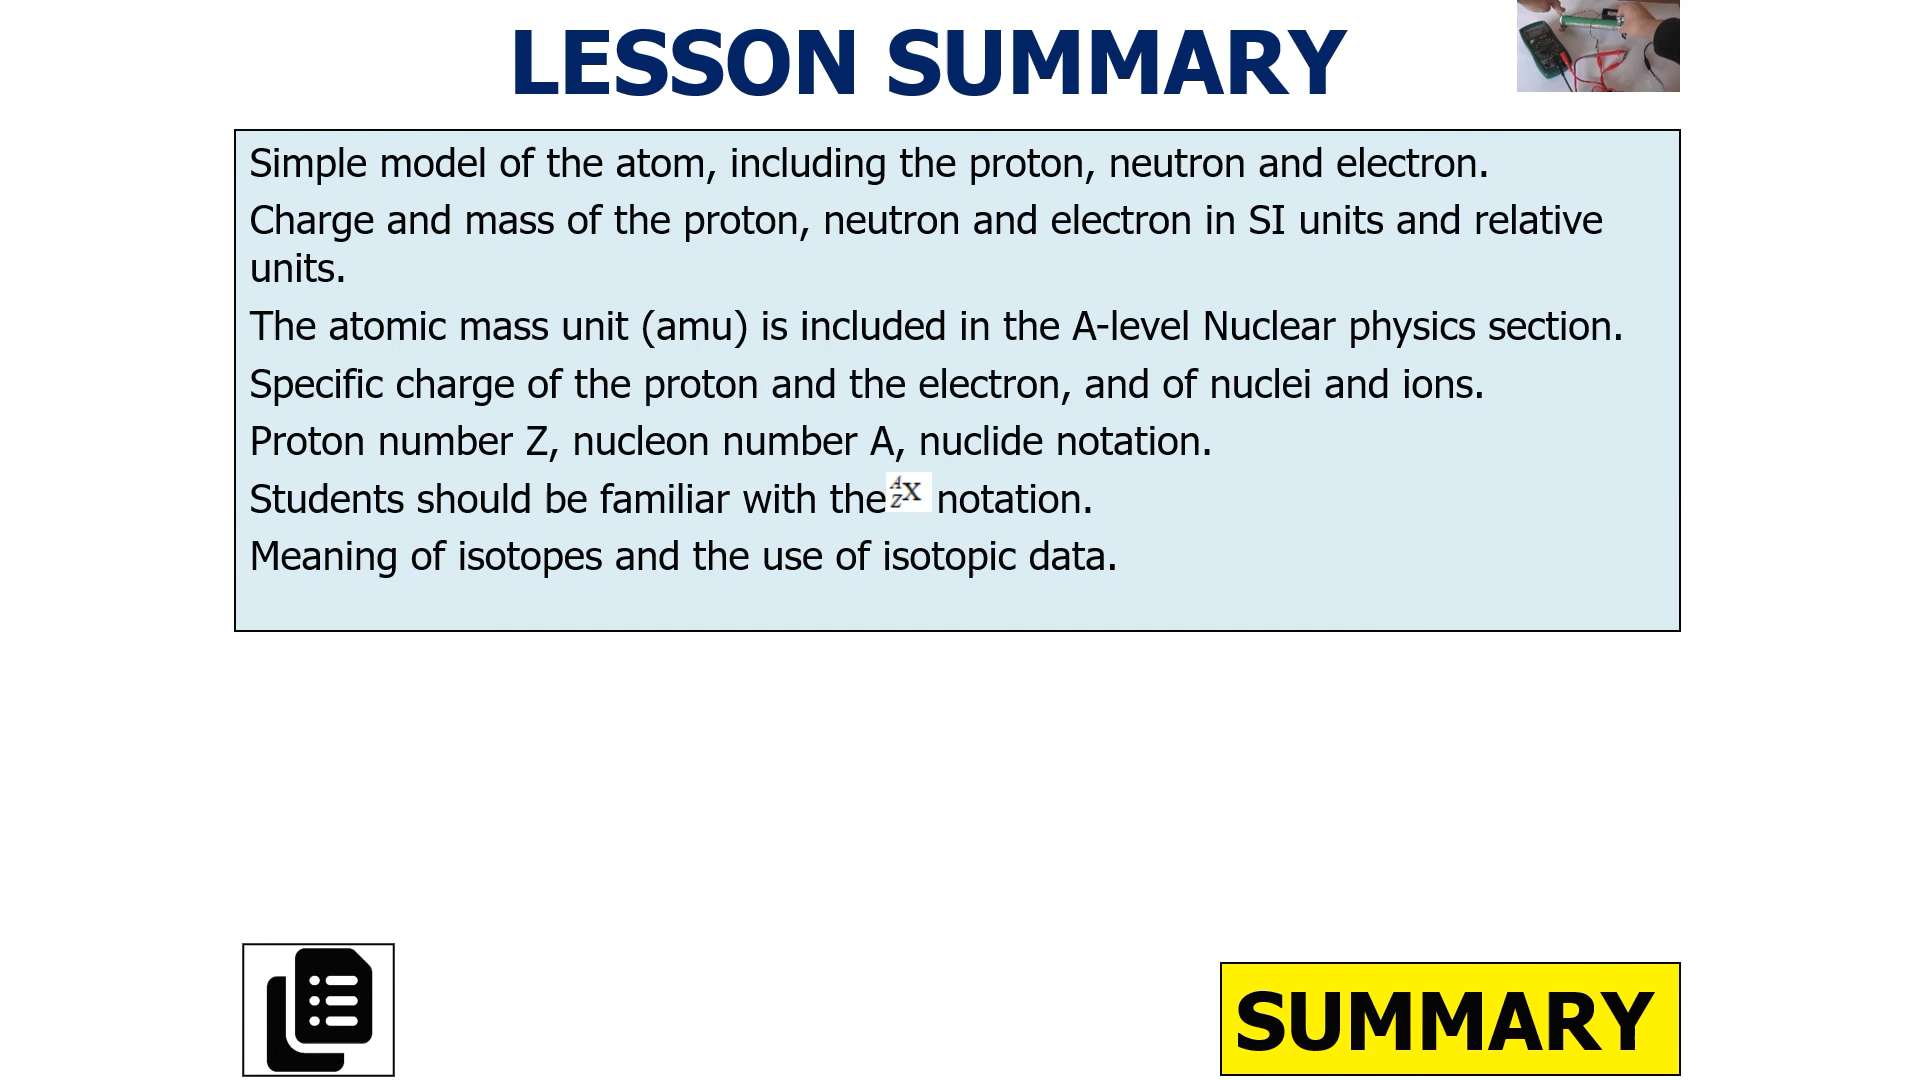 LESSON SUMMARY
Simple model of the atom, including the proton, neutron and electron.
Charge and mass of the proton, neutron and electron in SI units and relative
units.
The atomic mass unit (amu) is included in the A-level Nuclear physics section.
Specific charge of the proton and the electron, and of nuclei and ions.
Proton number Z, nucleon number A, nuclide notation.
Students should be familiar with the ᴬ_ZX notation.
Meaning of isotopes and the use of isotopic data.
SUMMARY